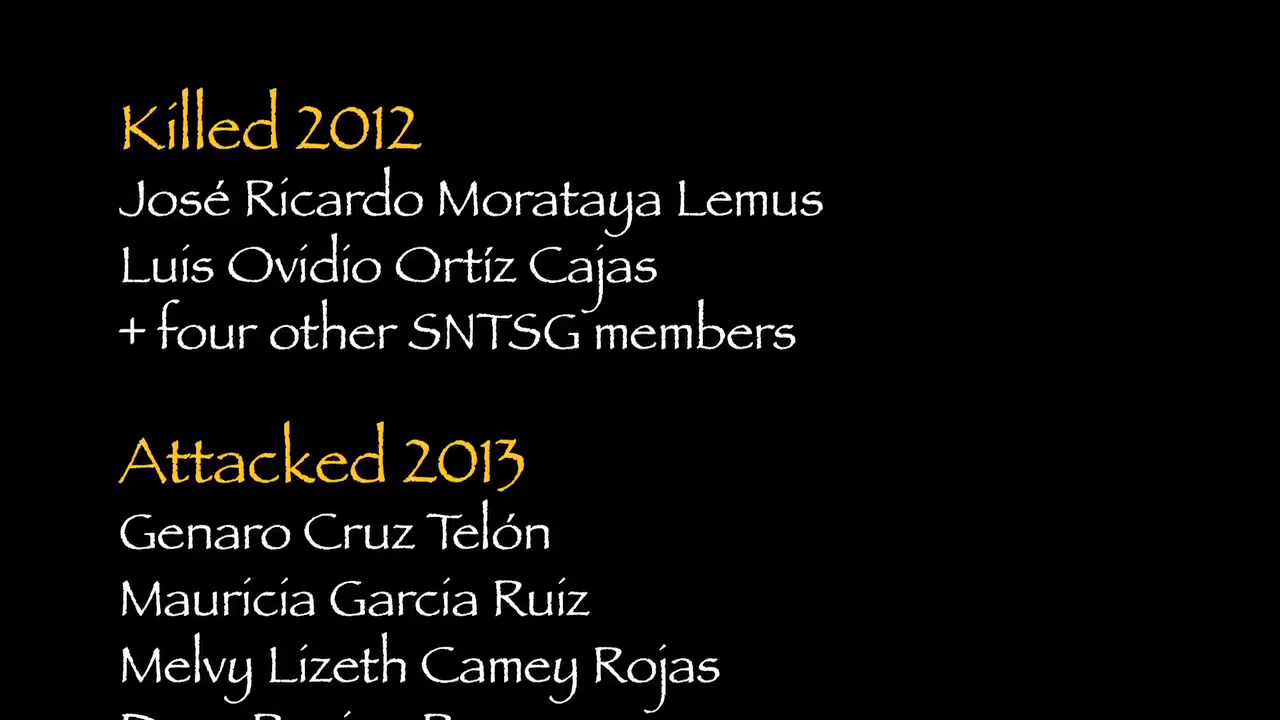 Killed 2012
José Ricardo Morataya Lemus
Luis Ovidio Ortíz Cajas
+ four other SNTSG members
Attacked 2013
Genaro Cruz Telón
Mauricia Garcia Ruiz
Melvy Lizeth Camey Rojas